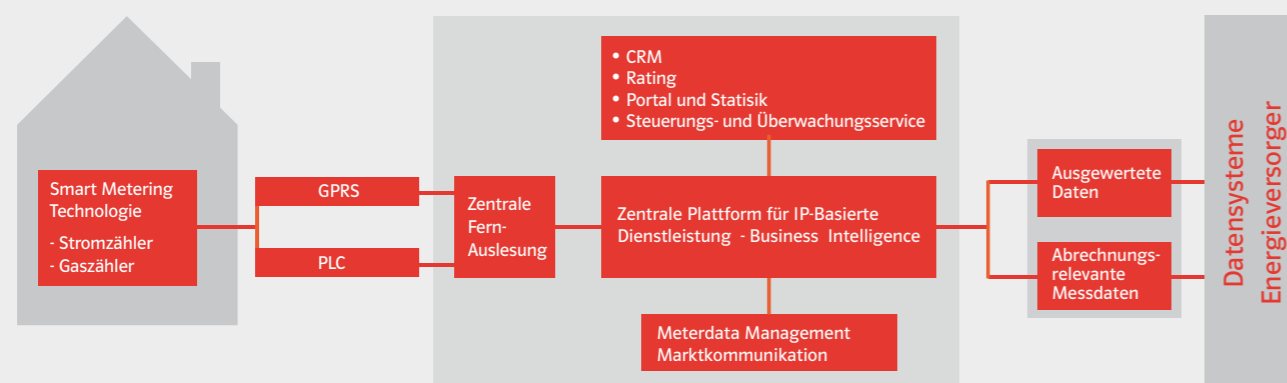 Smart Metering
Technologie
- Stromzähler
- Gaszähler
GPRS
PLC
Zentrale
Fern-
Auslesung
• CRM
• Rating
• Portal und Statisik
• Steuerungs- und Überwachungsservice
Zentrale Plattform für IP-Basierte
Dienstleistung - Business Intelligence
Meterdata Management
Marktkommunikation
Ausgewertete
Daten
Abrechnungs-
relevante
Messdaten
Datensysteme
Energieversorger